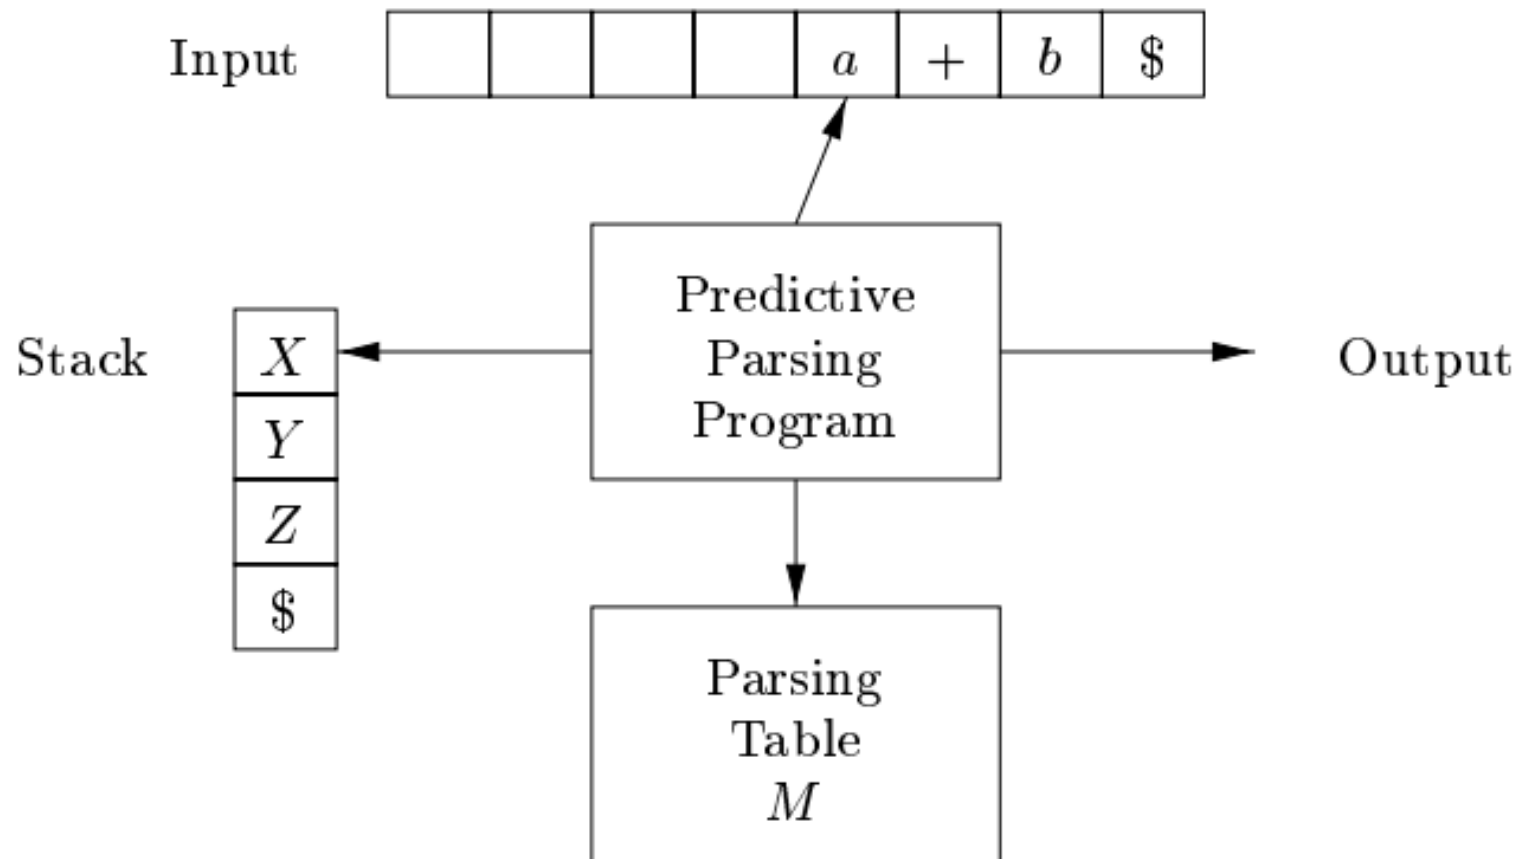 Input a + b $
Predictive
Parsing
Program
Stack
X
Y
Z
$
Output
Parsing
Table
M